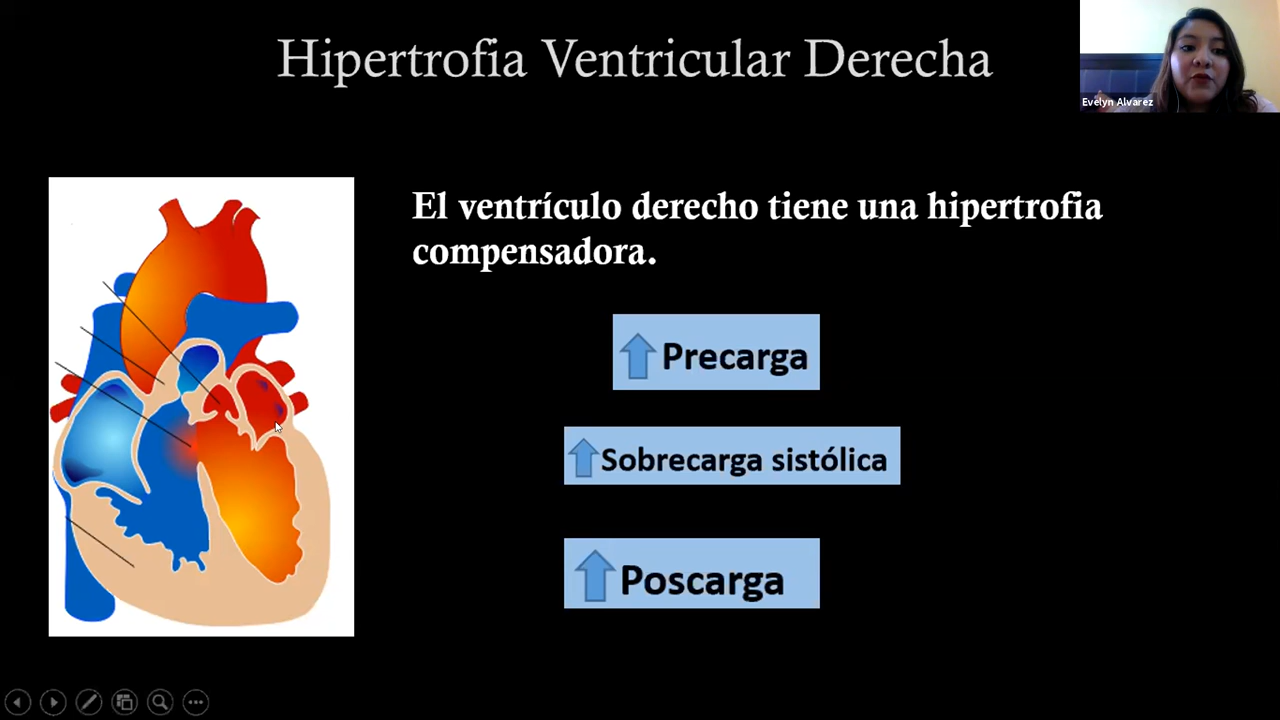 Hipertrofia Ventricular Derecha
Evelyn Alvarez
El ventrículo derecho tiene una hipertrofia
compensadora.
Precarga
Sobrecarga sistólica
Poscarga